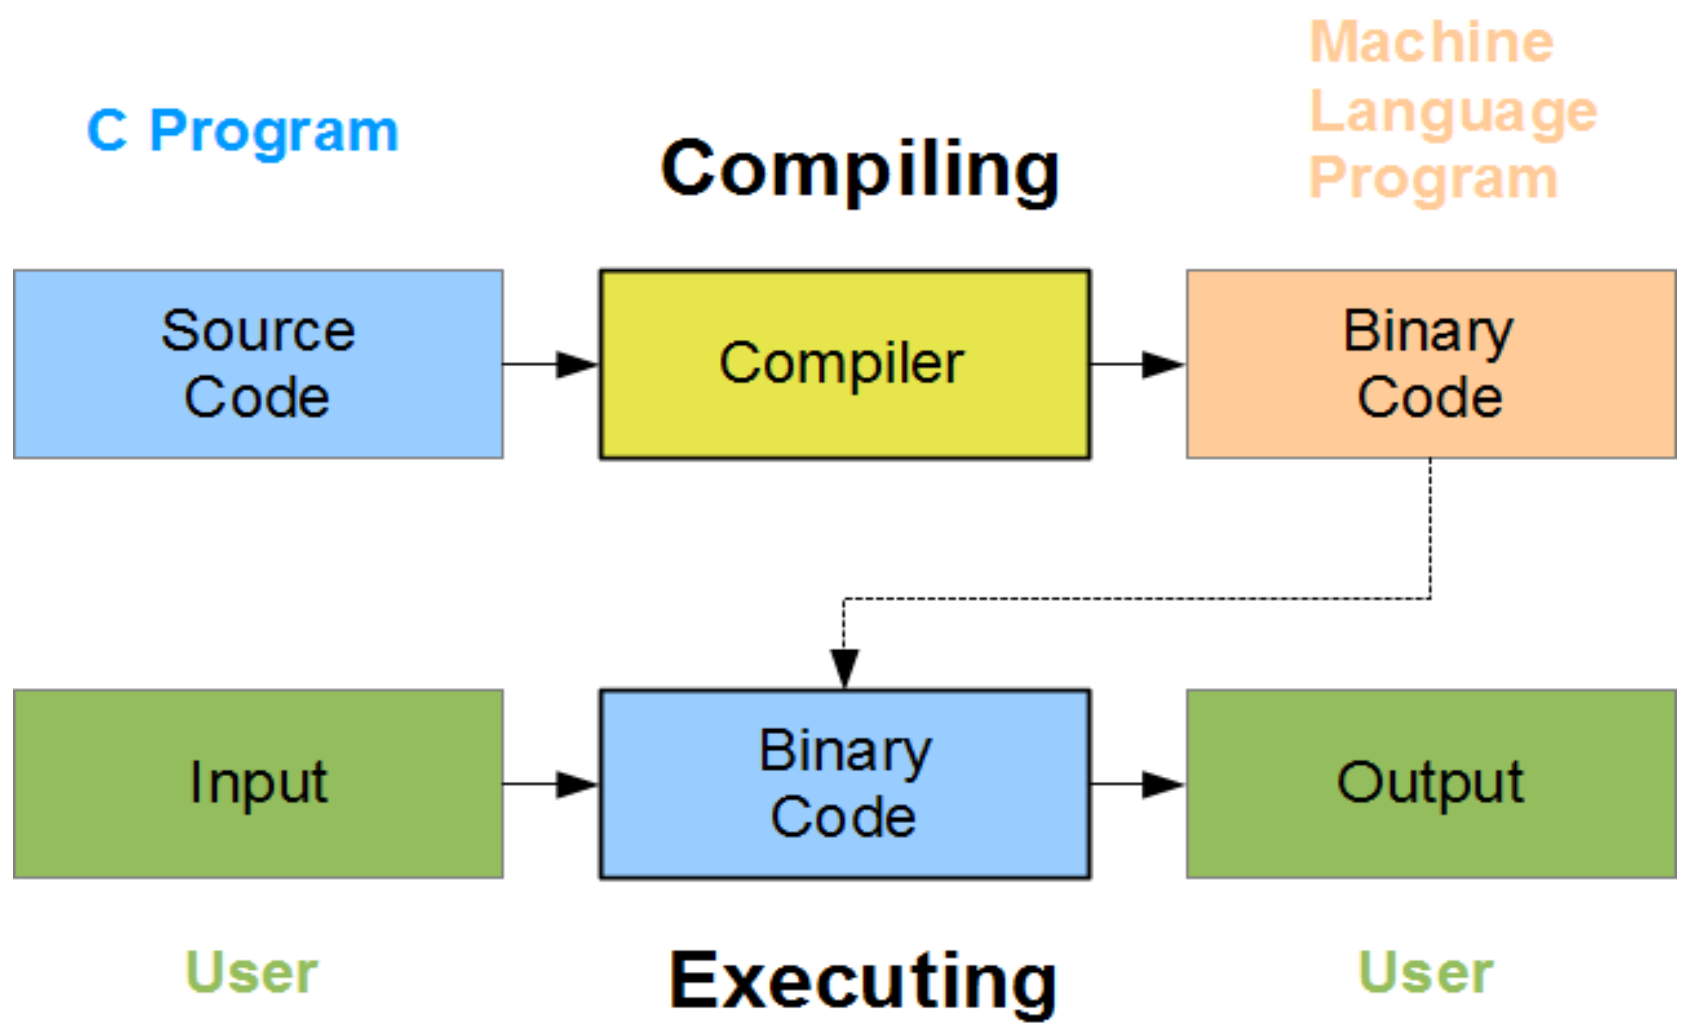 C Program
Compiling
Machine
Language
Program
Source
Code
Compiler
Binary
Code
Input
Binary
Code
Output
User
Executing
User